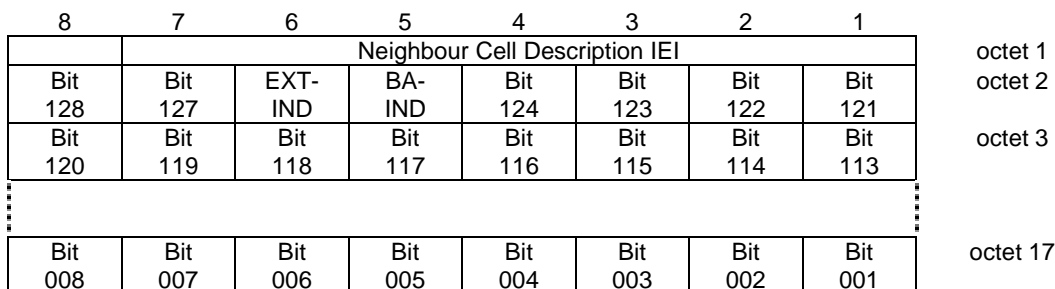 8 7 6 5 4 3 2 1
Neighbour Cell Description IEI octet 1
Bit Bit EXT- BA- Bit Bit Bit Bit octet 2
128 127 IND IND 124 123 122 121
Bit Bit Bit Bit Bit Bit Bit Bit octet 3
120 119 118 117 116 115 114 113
Bit Bit Bit Bit Bit Bit Bit Bit octet 17
008 007 006 005 004 003 002 001